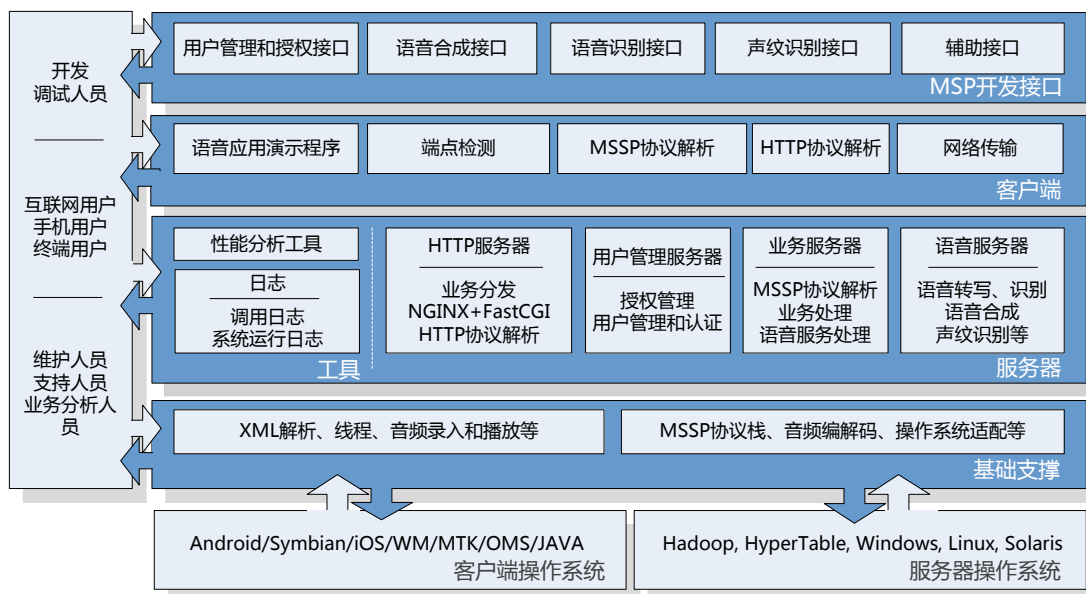 开发
调试人员
互联网用户
手机用户
终端用户
维护人员
支持人员
业务分析人
员
用户管理和授权接口
语音合成接口
语音识别接口
声纹识别接口
辅助接口
MSP开发接口
语音应用演示程序
端点检测
MSSP协议解析
HTTP协议解析
网络传输
客户端
性能分析工具
日志
调用日志
系统运行日志
工具
HTTP服务器
业务分发
NGINX+FastCGI
HTTP协议解析
用户管理服务器
授权管理
用户管理和认证
业务服务器
MSSP协议解析
业务处理
语音服务处理
语音服务器
语音转写、识别
语音合成
声纹识别等
服务器
XML解析、线程、音频录入和播放等
MSSP协议栈、音频编解码、操作系统适配等
基础支撑
Android/Symbian/iOS/WM/MTK/OMS/JAVA
客户端操作系统
Hadoop, HyperTable, Windows, Linux, Solaris
服务器操作系统